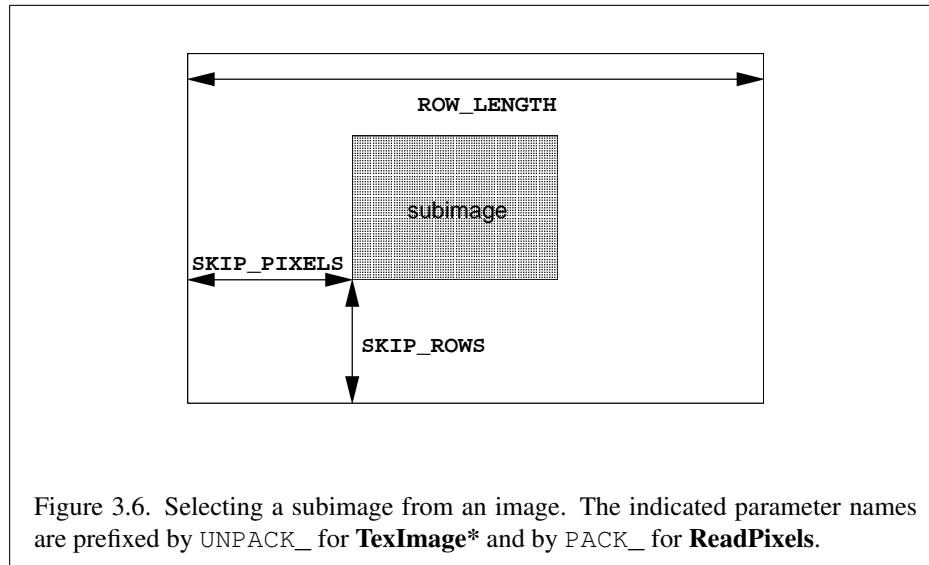 ROW_LENGTH
subimage
SKIP_PIXELS
SKIP_ROWS
Figure 3.6. Selecting a subimage from an image. The indicated parameter names
are prefixed by UNPACK_ for TexImage* and by PACK_ for ReadPixels.